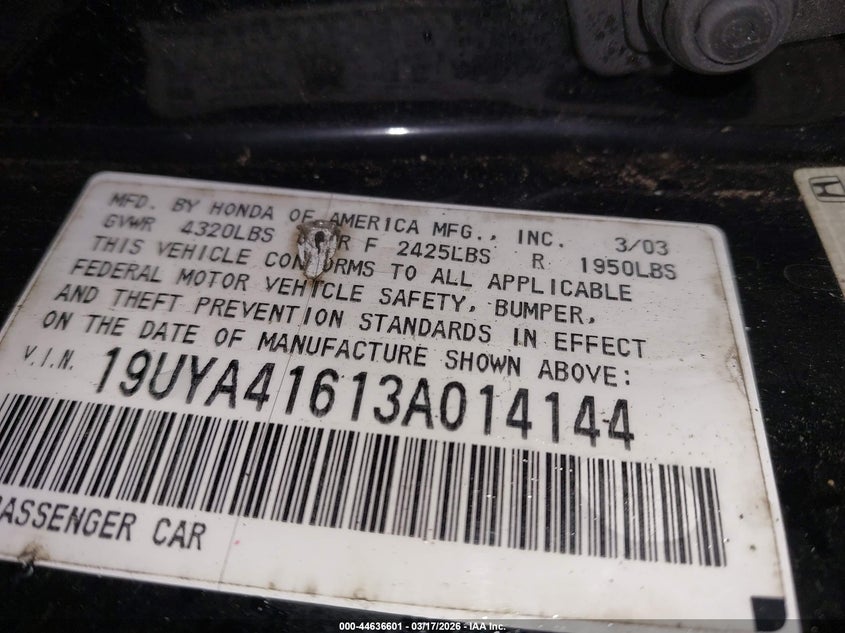 MFD. BY HONDA OF AMERICA MFG., INC. 3/03
GVWR 4320LBS R F 2425LBS R 1950LBS
THIS VEHICLE CONFORMS TO ALL APPLICABLE
FEDERAL MOTOR VEHICLE SAFETY, BUMPER,
AND THEFT PREVENTION STANDARDS IN EFFECT
ON THE DATE OF MANUFACTURE SHOWN ABOVE:
V.I.N. 19UYA41613A014144
PASSENGER CAR
000-44636601 — 03/17/2026 — IAA Inc.